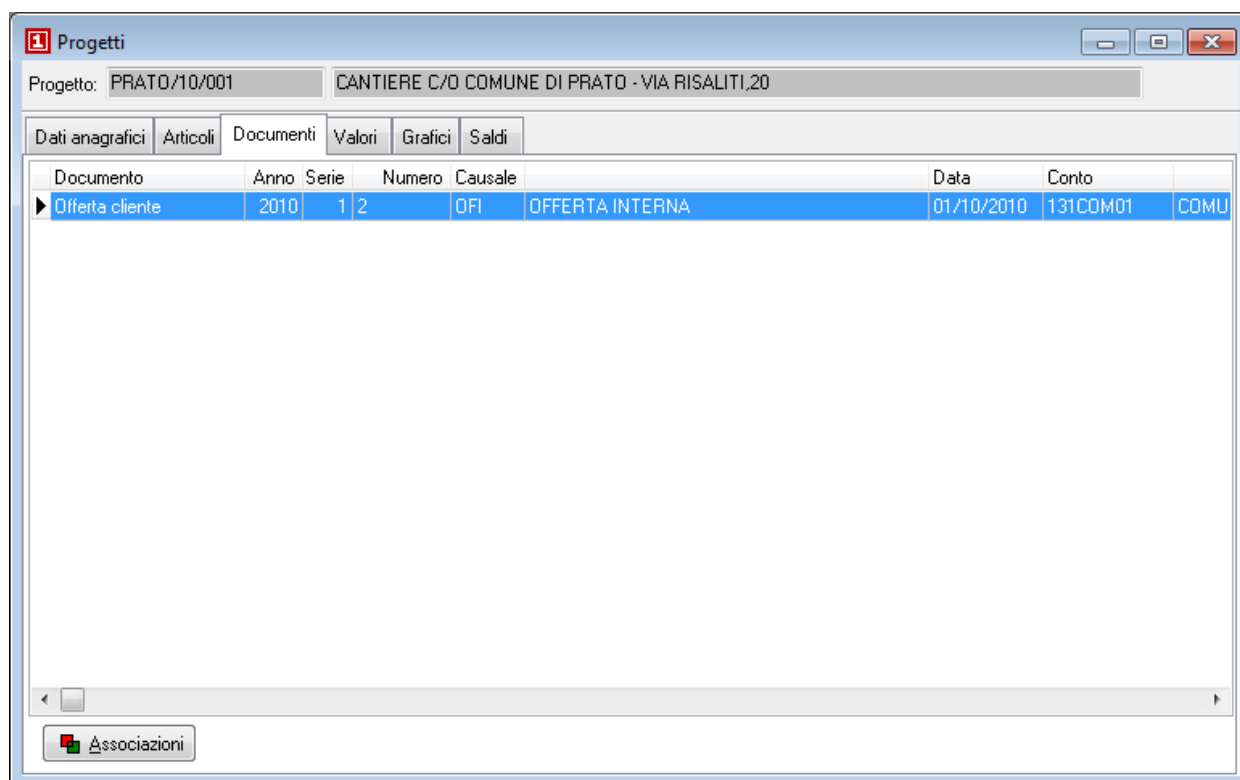 1 Progetti
Progetto: PRATO/10/001 CANTIERE C/O COMUNE DI PRATO - VIA RISALITI,20
Dati anagrafici Articoli Documenti Valori Grafici Saldi
Documento Anno Serie Numero Causale Data Conto
Offerta cliente 2010 1 2 OFI OFFERTA INTERNA 01/10/2010 131COM01 COMU
Associazioni